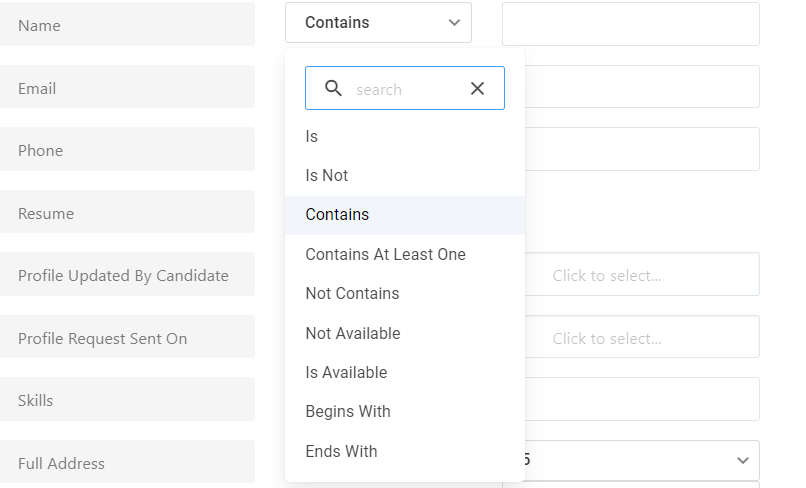 Name
Contains
Email
search
Phone
Is
Is Not
Resume
Contains
Profile Updated By Candidate
Contains At Least One
Click to select...
Not Contains
Profile Request Sent On
Not Available
Click to select...
Is Available
Skills
Begins With
Full Address
Ends With
5